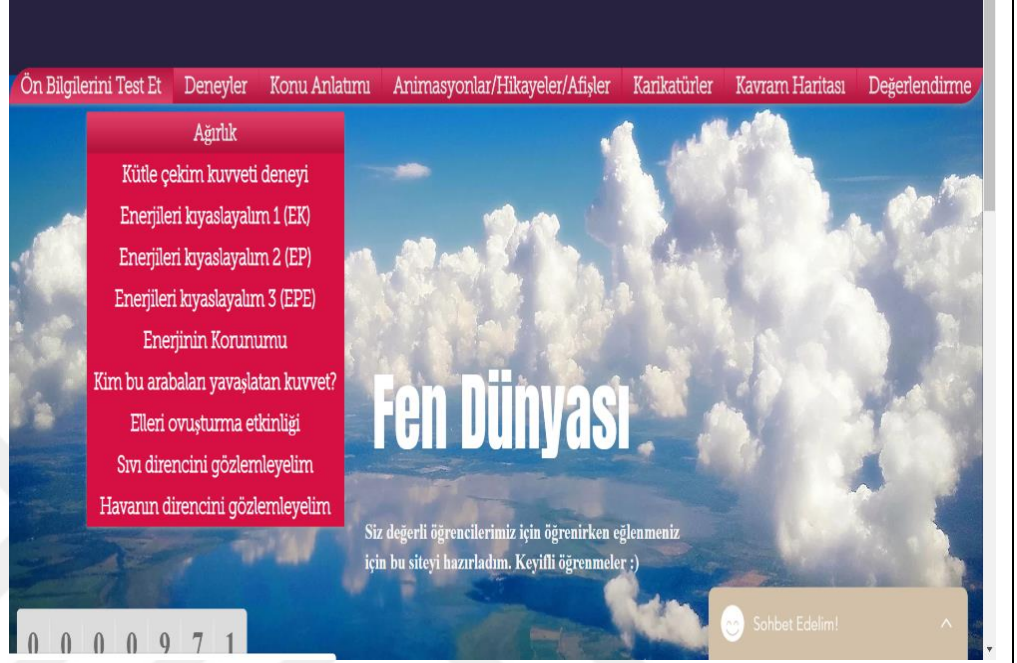 Ön Bilgilerini Test Et Deneyler Konu Anlatımı Animasyonlar/Hikayeler/Afişler Karikatürler Kavram Haritası Değerlendirme
Ağırlık
Kütle çekim kuvveti deneyi
Enerjileri kıyaslayalım 1 (EK)
Enerjileri kıyaslayalım 2 (EP)
Enerjileri kıyaslayalım 3 (EPE)
Enerjinin Korunumu
Kim bu arabaları yavaşlatan kuvvet?
Elleri ovuşturma etkinliği
Sıvı direncini gözlemleyelim
Havanın direncini gözlemleyelim
Fen Dünyası
Siz değerli öğrencilerimiz için öğrenirken eğlenmeniz
için bu siteyi hazırladım. Keyifli öğrenmeler :)
Sohbet Edelim!
0 0 0 0 9 7 1